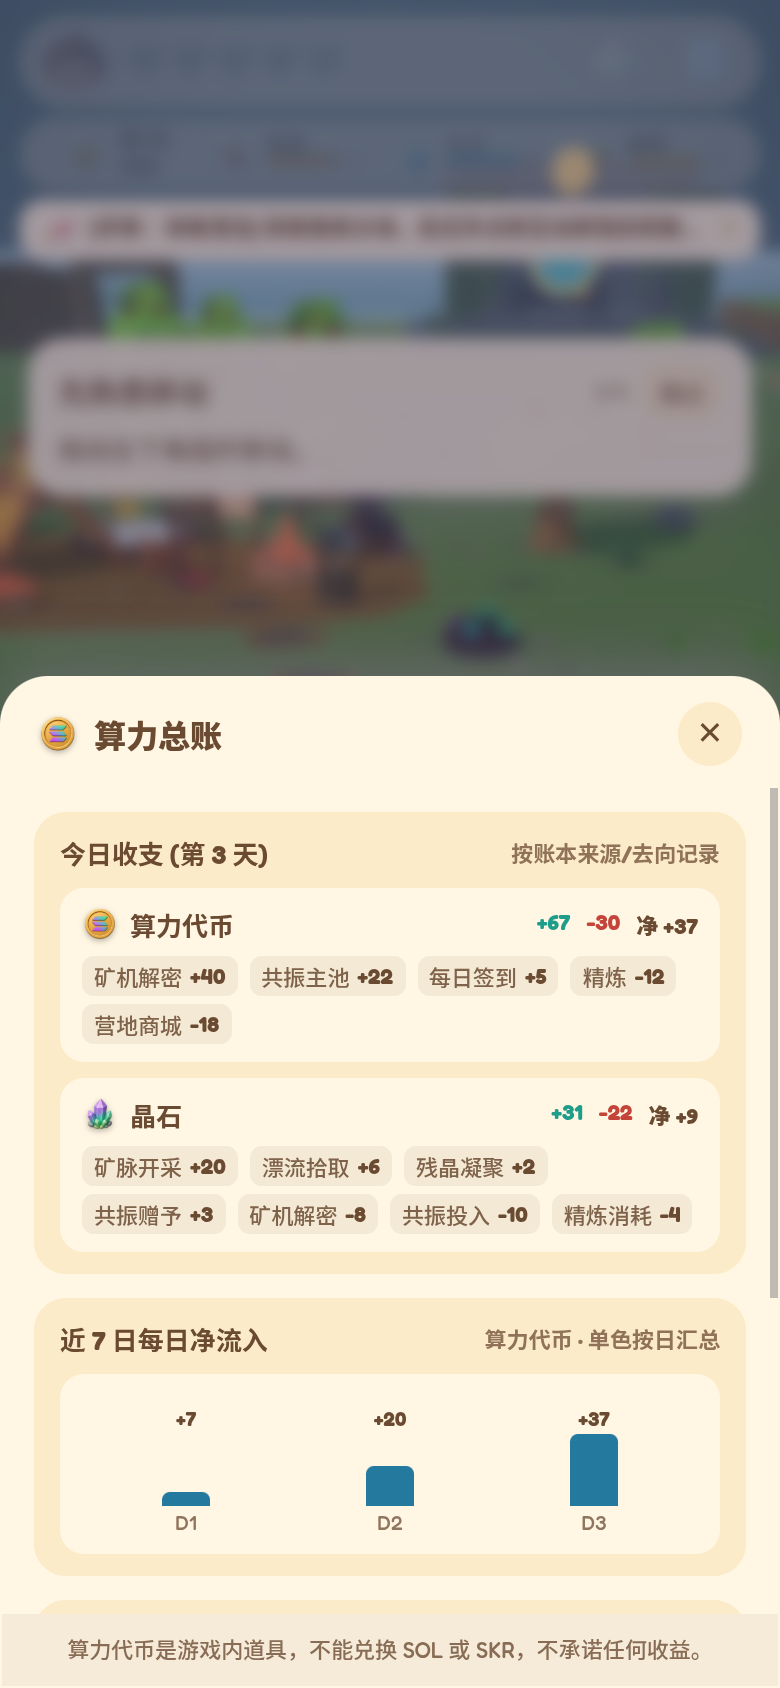 算力总账
今日收支 (第 3 天)
按账本来源/去向记录
算力代币
+67 -30 净 +37
矿机解密 +40 共振主池 +22 每日签到 +5 精炼 -12
营地商城 -18
晶石
+31 -22 净 +9
矿脉开采 +20 漂流拾取 +6 残晶凝聚 +2
共振赠予 +3 矿机解密 -8 共振投入 -10 精炼消耗 -4
近 7 日每日净流入
算力代币 · 单色按日汇总
+7 +20 +37
D1 D2 D3
算力代币是游戏内道具，不能兑换 SOL 或 SKR，不承诺任何收益。